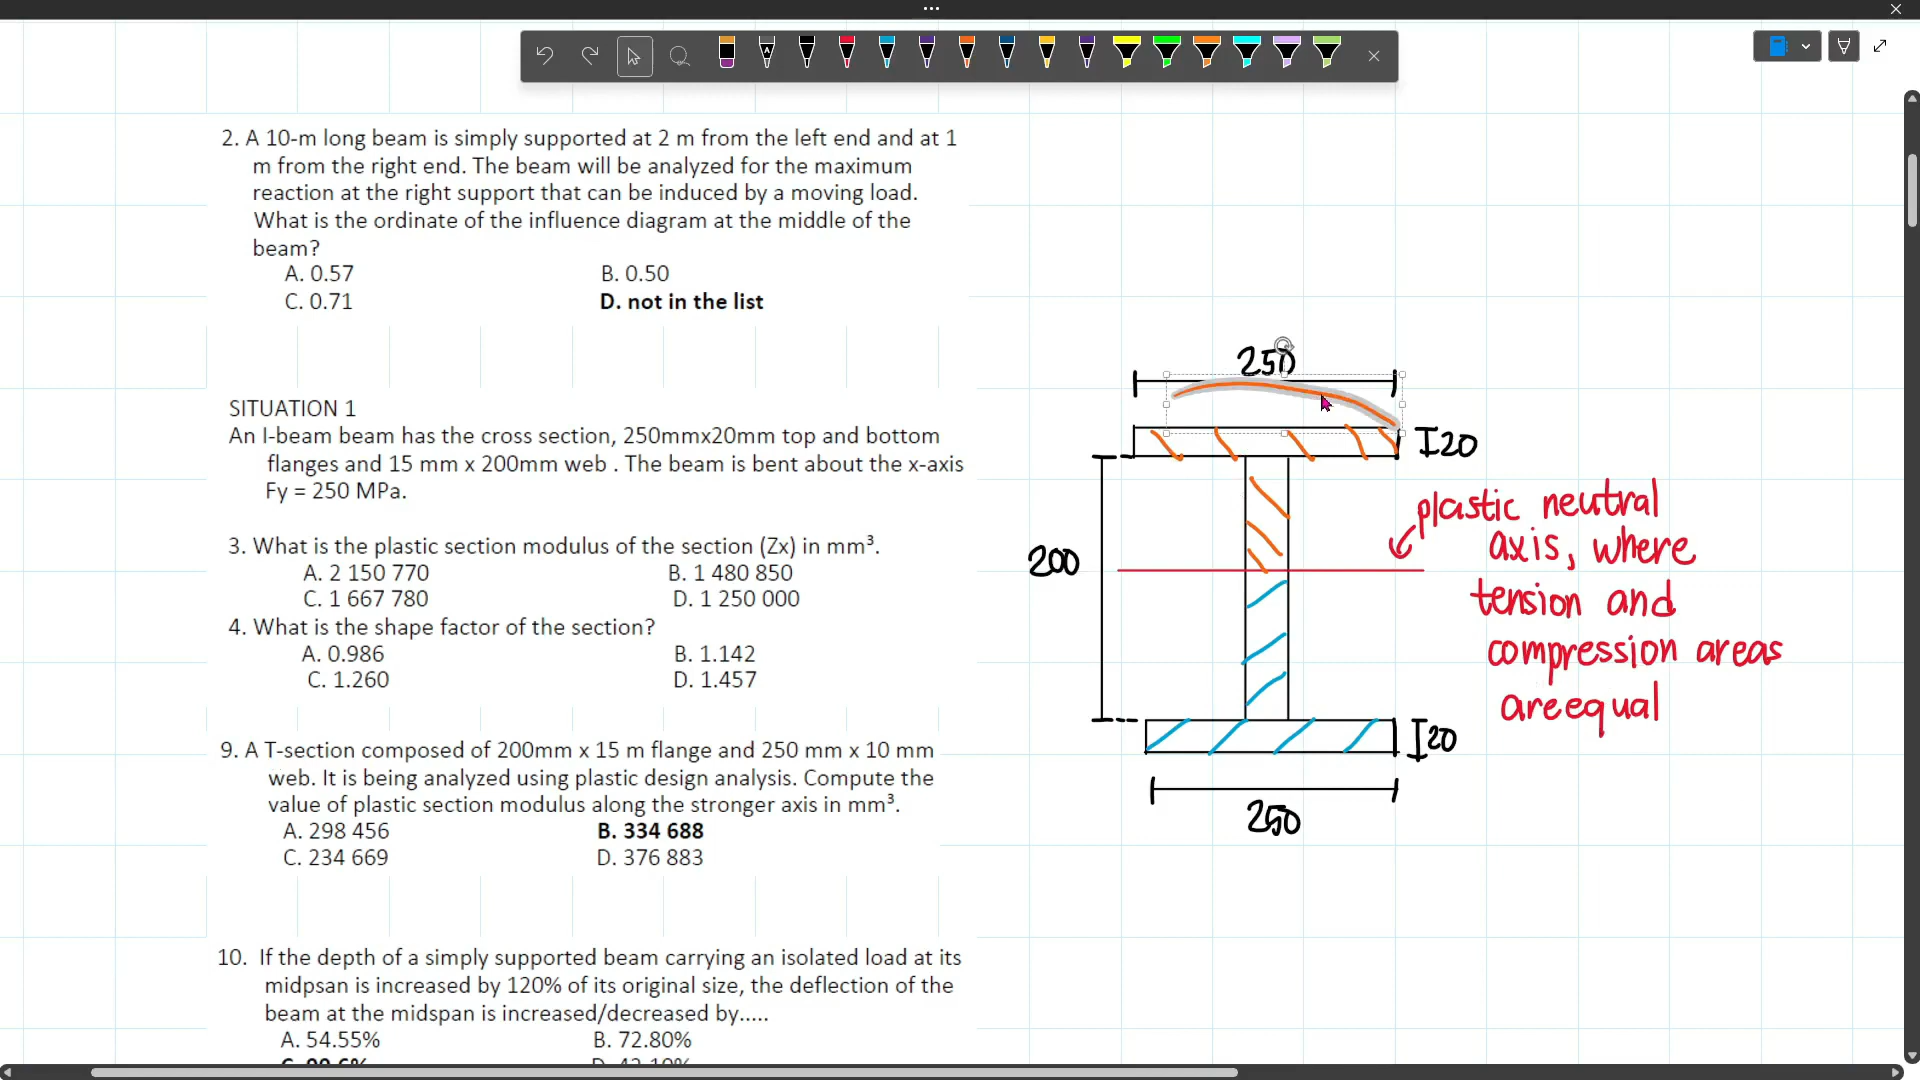 2. A 10-m long beam is simply supported at 2 m from the left end and at 1
m from the right end. The beam will be analyzed for the maximum
reaction at the right support that can be induced by a moving load.
What is the ordinate of the influence diagram at the middle of the
beam?
A. 0.57 B. 0.50
C. 0.71 D. not in the list
SITUATION 1
An I-beam beam has the cross section, 250mmx20mm top and bottom
flanges and 15 mm x 200mm web . The beam is bent about the x-axis
Fy = 250 MPa.
3. What is the plastic section modulus of the section (Zx) in mm³.
A. 2 150 770 B. 1 480 850
C. 1 667 780 D. 1 250 000
4. What is the shape factor of the section?
A. 0.986 B. 1.142
C. 1.260 D. 1.457
9. A T-section composed of 200mm x 15 m flange and 250 mm x 10 mm
web. It is being analyzed using plastic design analysis. Compute the
value of plastic section modulus along the stronger axis in mm³.
A. 298 456 B. 334 688
C. 234 669 D. 376 883
10. If the depth of a simply supported beam carrying an isolated load at its
midpsan is increased by 120% of its original size, the deflection of the
beam at the midspan is increased/decreased by.....
A. 54.55% B. 72.80%
250
20
200
plastic neutral
axis, where
tension and
compression areas
are equal
20
250